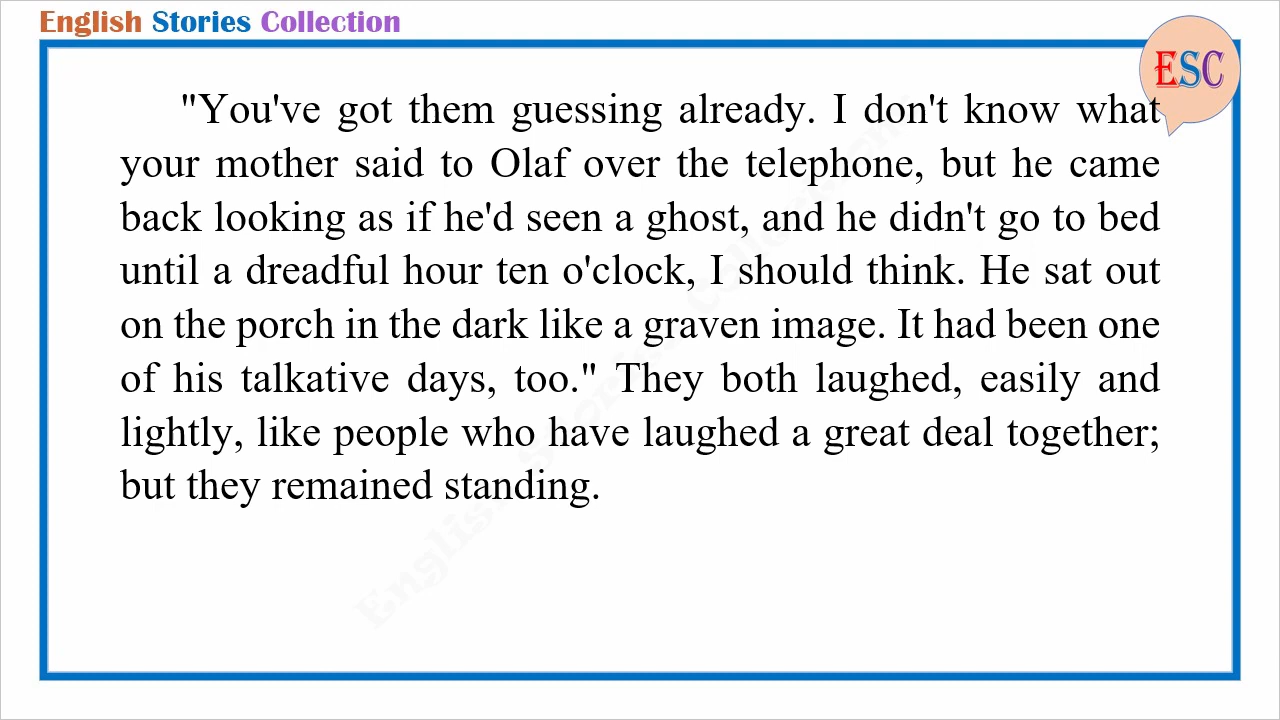 English Stories Collection
ESC
"You've got them guessing already. I don't know what
your mother said to Olaf over the telephone, but he came
back looking as if he'd seen a ghost, and he didn't go to bed
until a dreadful hour ten o'clock, I should think. He sat out
on the porch in the dark like a graven image. It had been one
of his talkative days, too." They both laughed, easily and
lightly, like people who have laughed a great deal together;
but they remained standing.
English Stories Collection